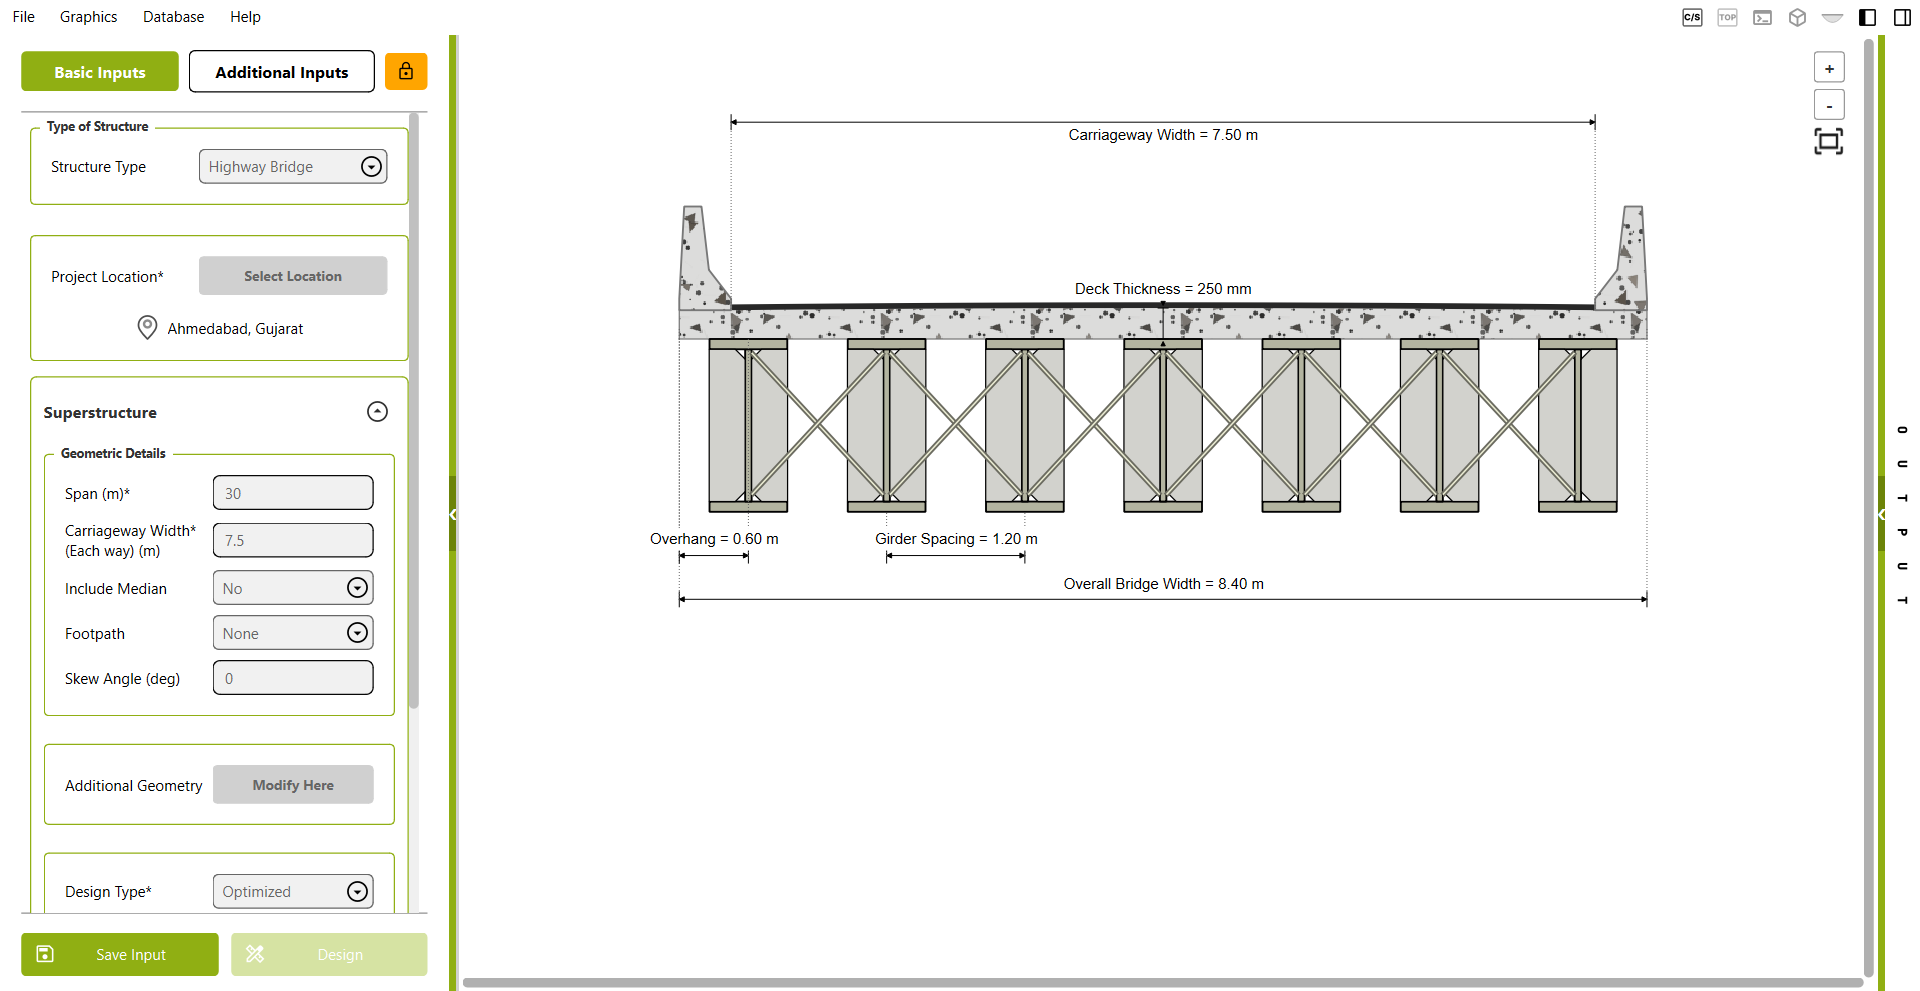 File Graphics Database Help
C/S TOP
Basic Inputs Additional Inputs
Type of Structure
Structure Type Highway Bridge
Project Location* Select Location
Ahmedabad, Gujarat
Superstructure
Geometric Details
Span (m)* 30
Carriageway Width*
(Each way) (m) 7.5
Include Median No
Footpath None
Skew Angle (deg) 0
Additional Geometry Modify Here
Design Type* Optimized
Save Input Design
Carriageway Width = 7.50 m
Deck Thickness = 250 mm
Overhang = 0.60 m Girder Spacing = 1.20 m
Overall Bridge Width = 8.40 m
+
-
OUTPUT